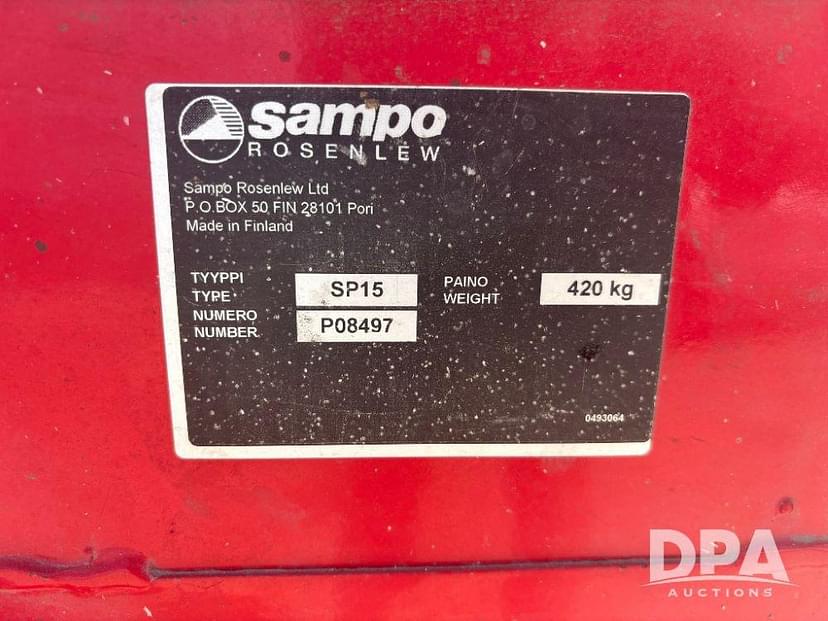 sampo
ROSENLEW
Sampo Rosenlew Ltd
P.O.BOX 50 FIN 28101 Pori
Made in Finland
TYYPPI
TYPE
SP15
PAINO
WEIGHT
420 kg
NUMERO
NUMBER
P08497
0493064
DPA
AUCTIONS